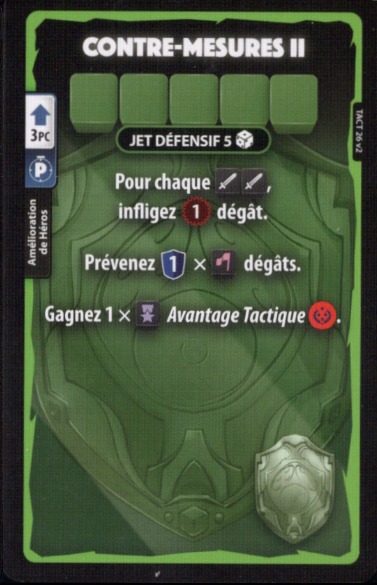 CONTRE-MESURES II
3PC
P
Amélioration
de Héros
TACT 26 v2
JET DÉFENSIF 5
Pour chaque ,
infligez 1 dégât.
Prévenez 1 × dégâts.
Gagnez 1 × Avantage Tactique .